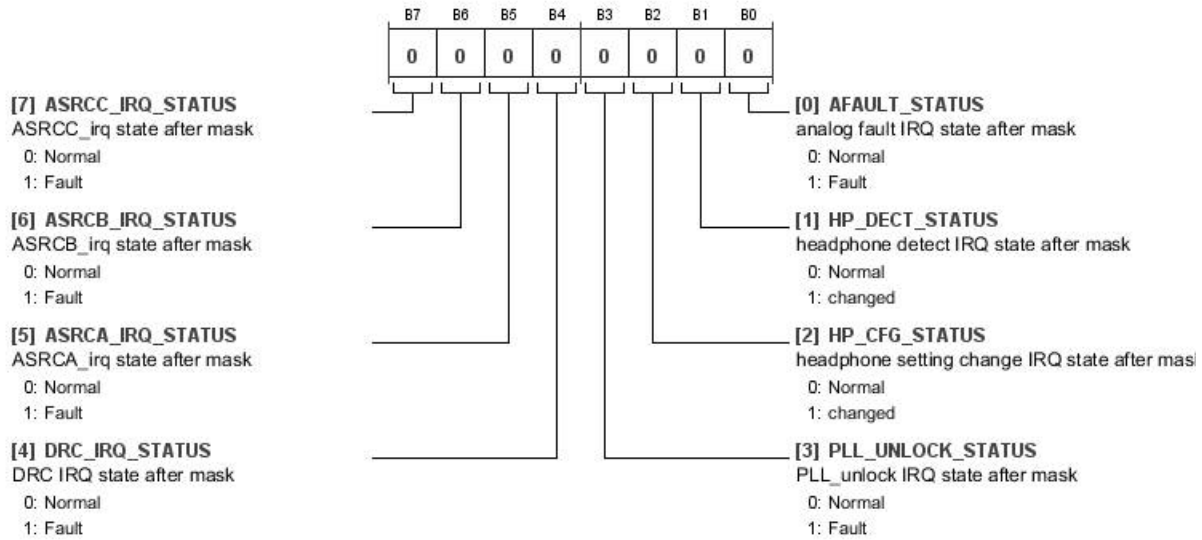 B7 B6 B5 B4 B3 B2 B1 B0
0 0 0 0 0 0 0 0
[7] ASRCC_IRQ_STATUS
ASRCC_irq state after mask
0: Normal
1: Fault
[6] ASRCB_IRQ_STATUS
ASRCB_irq state after mask
0: Normal
1: Fault
[5] ASRCA_IRQ_STATUS
ASRCA_irq state after mask
0: Normal
1: Fault
[4] DRC_IRQ_STATUS
DRC IRQ state after mask
0: Normal
1: Fault
[0] AFAULT_STATUS
analog fault IRQ state after mask
0: Normal
1: Fault
[1] HP_DECT_STATUS
headphone detect IRQ state after mask
0: Normal
1: changed
[2] HP_CFG_STATUS
headphone setting change IRQ state after mas
0: Normal
1: changed
[3] PLL_UNLOCK_STATUS
PLL_unlock IRQ state after mask
0: Normal
1: Fault